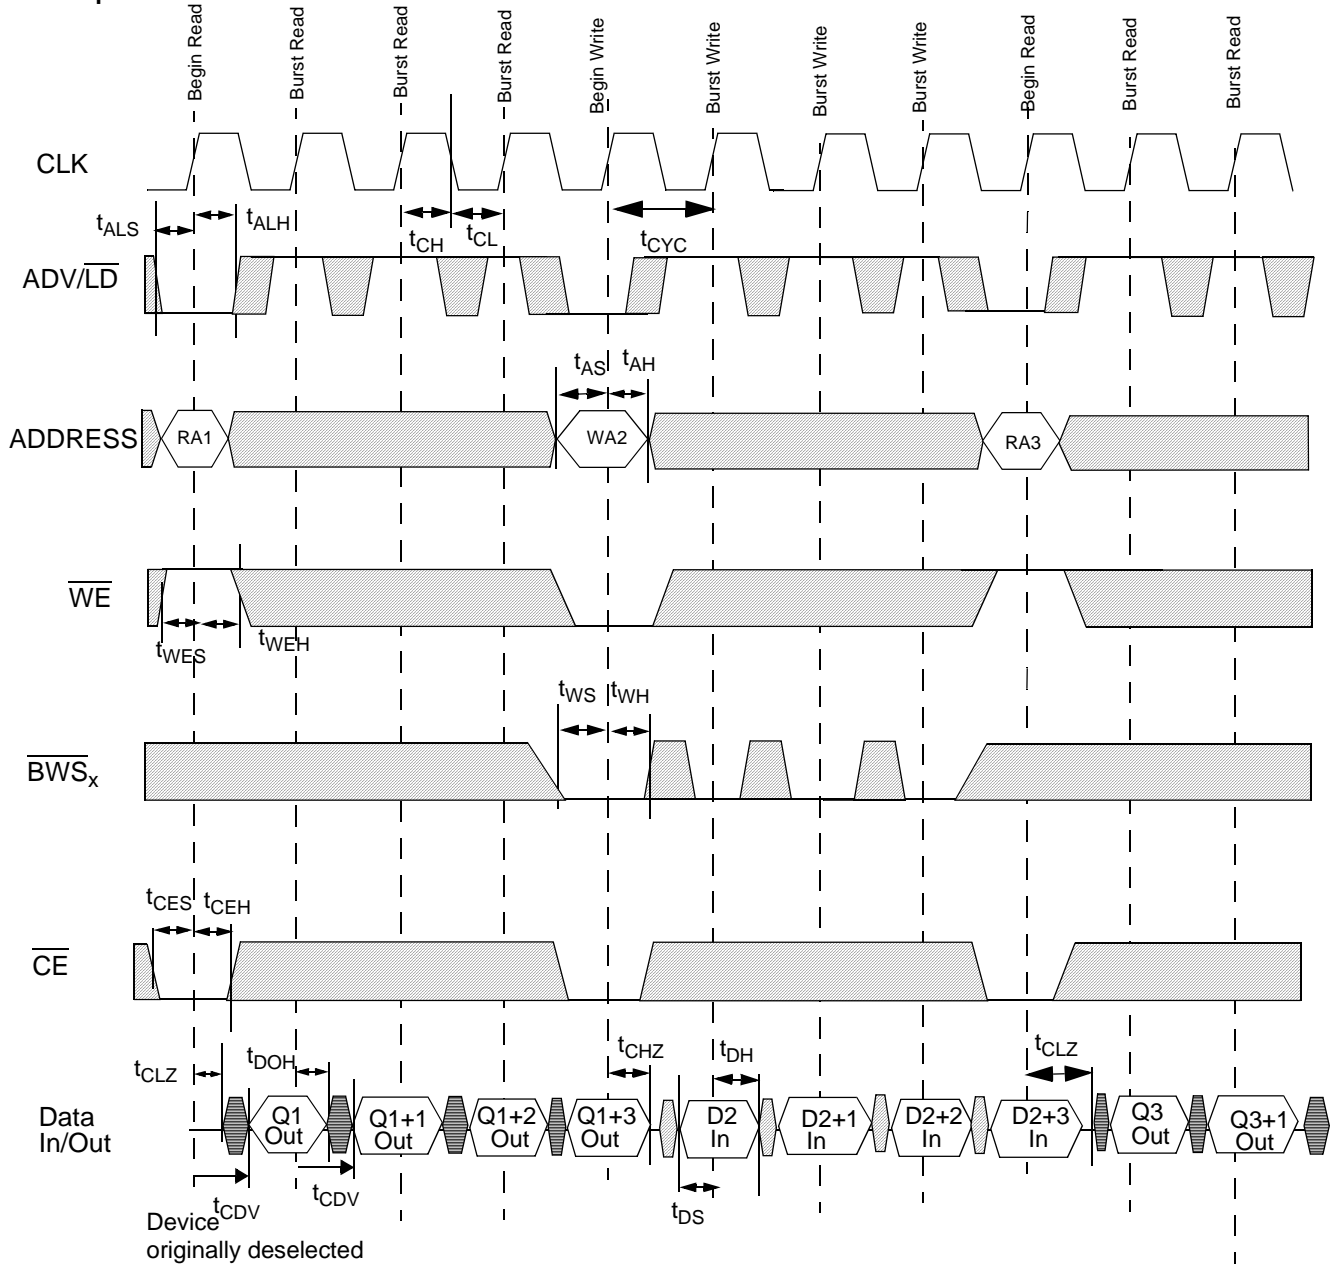 Begin Read
Burst Read
Burst Read
Burst Read
Begin Write
Burst Write
Burst Write
Burst Write
Begin Read
Burst Read
Burst Read
CLK
tALS
tALH
tCH
tCL
tCYC
ADV/LD
tAS
tAH
ADDRESS
RA1
WA2
RA3
WE
tWES
tWEH
tWS
tWH
BWSx
tCES
tCEH
CE
tCLZ
tDOH
tCHZ
tDH
tCLZ
Data
In/Out
Q1
Out
Q1+1
Out
Q1+2
Out
Q1+3
Out
D2
In
D2+1
In
D2+2
In
D2+3
In
Q3
Out
Q3+1
Out
tCDV
tCDV
tDS
Device
originally deselected